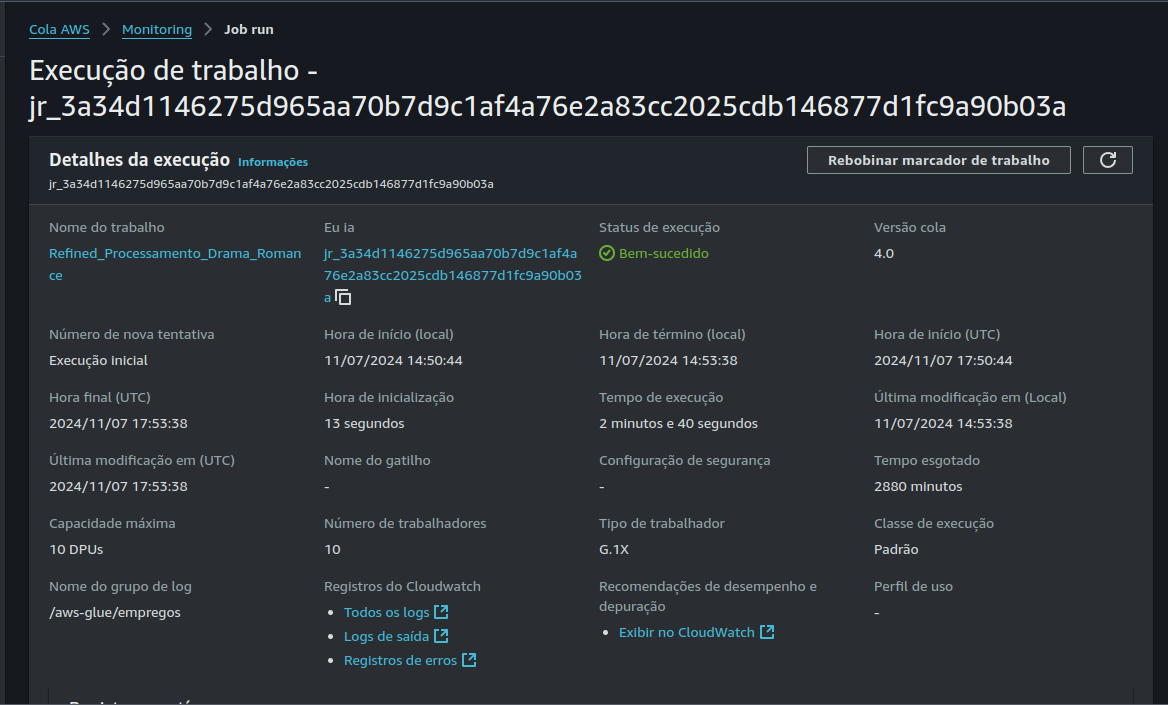 Cola AWS > Monitoring > Job run
Execução de trabalho -
jr_3a34d1146275d965aa70b7d9c1af4a76e2a83cc2025cdb146877d1fc9a90b03a
Detalhes da execução Informações
Rebobinar marcador de trabalho
jr_3a34d1146275d965aa70b7d9c1af4a76e2a83cc2025cdb146877d1fc9a90b03a
Nome do trabalho
Refined_Processamento_Drama_Roman
ce
Eu ia
jr_3a34d1146275d965aa70b7d9c1af4a
76e2a83cc2025cdb146877d1fc9a90b03
a
Status de execução
Bem-sucedido
Versão cola
4.0
Número de nova tentativa
Execução inicial
Hora de início (local)
11/07/2024 14:50:44
Hora de término (local)
11/07/2024 14:53:38
Hora de início (UTC)
2024/11/07 17:50:44
Hora final (UTC)
2024/11/07 17:53:38
Hora de inicialização
13 segundos
Tempo de execução
2 minutos e 40 segundos
Última modificação em (Local)
11/07/2024 14:53:38
Última modificação em (UTC)
2024/11/07 17:53:38
Nome do gatilho
-
Configuração de segurança
-
Tempo esgotado
2880 minutos
Capacidade máxima
10 DPUs
Número de trabalhadores
10
Tipo de trabalhador
G.1X
Classe de execução
Padrão
Nome do grupo de log
/aws-glue/empregos
Registros do Cloudwatch
• Todos os logs
• Logs de saída
• Registros de erros
Recomendações de desempenho e
depuração
• Exibir no CloudWatch
Perfil de uso
-